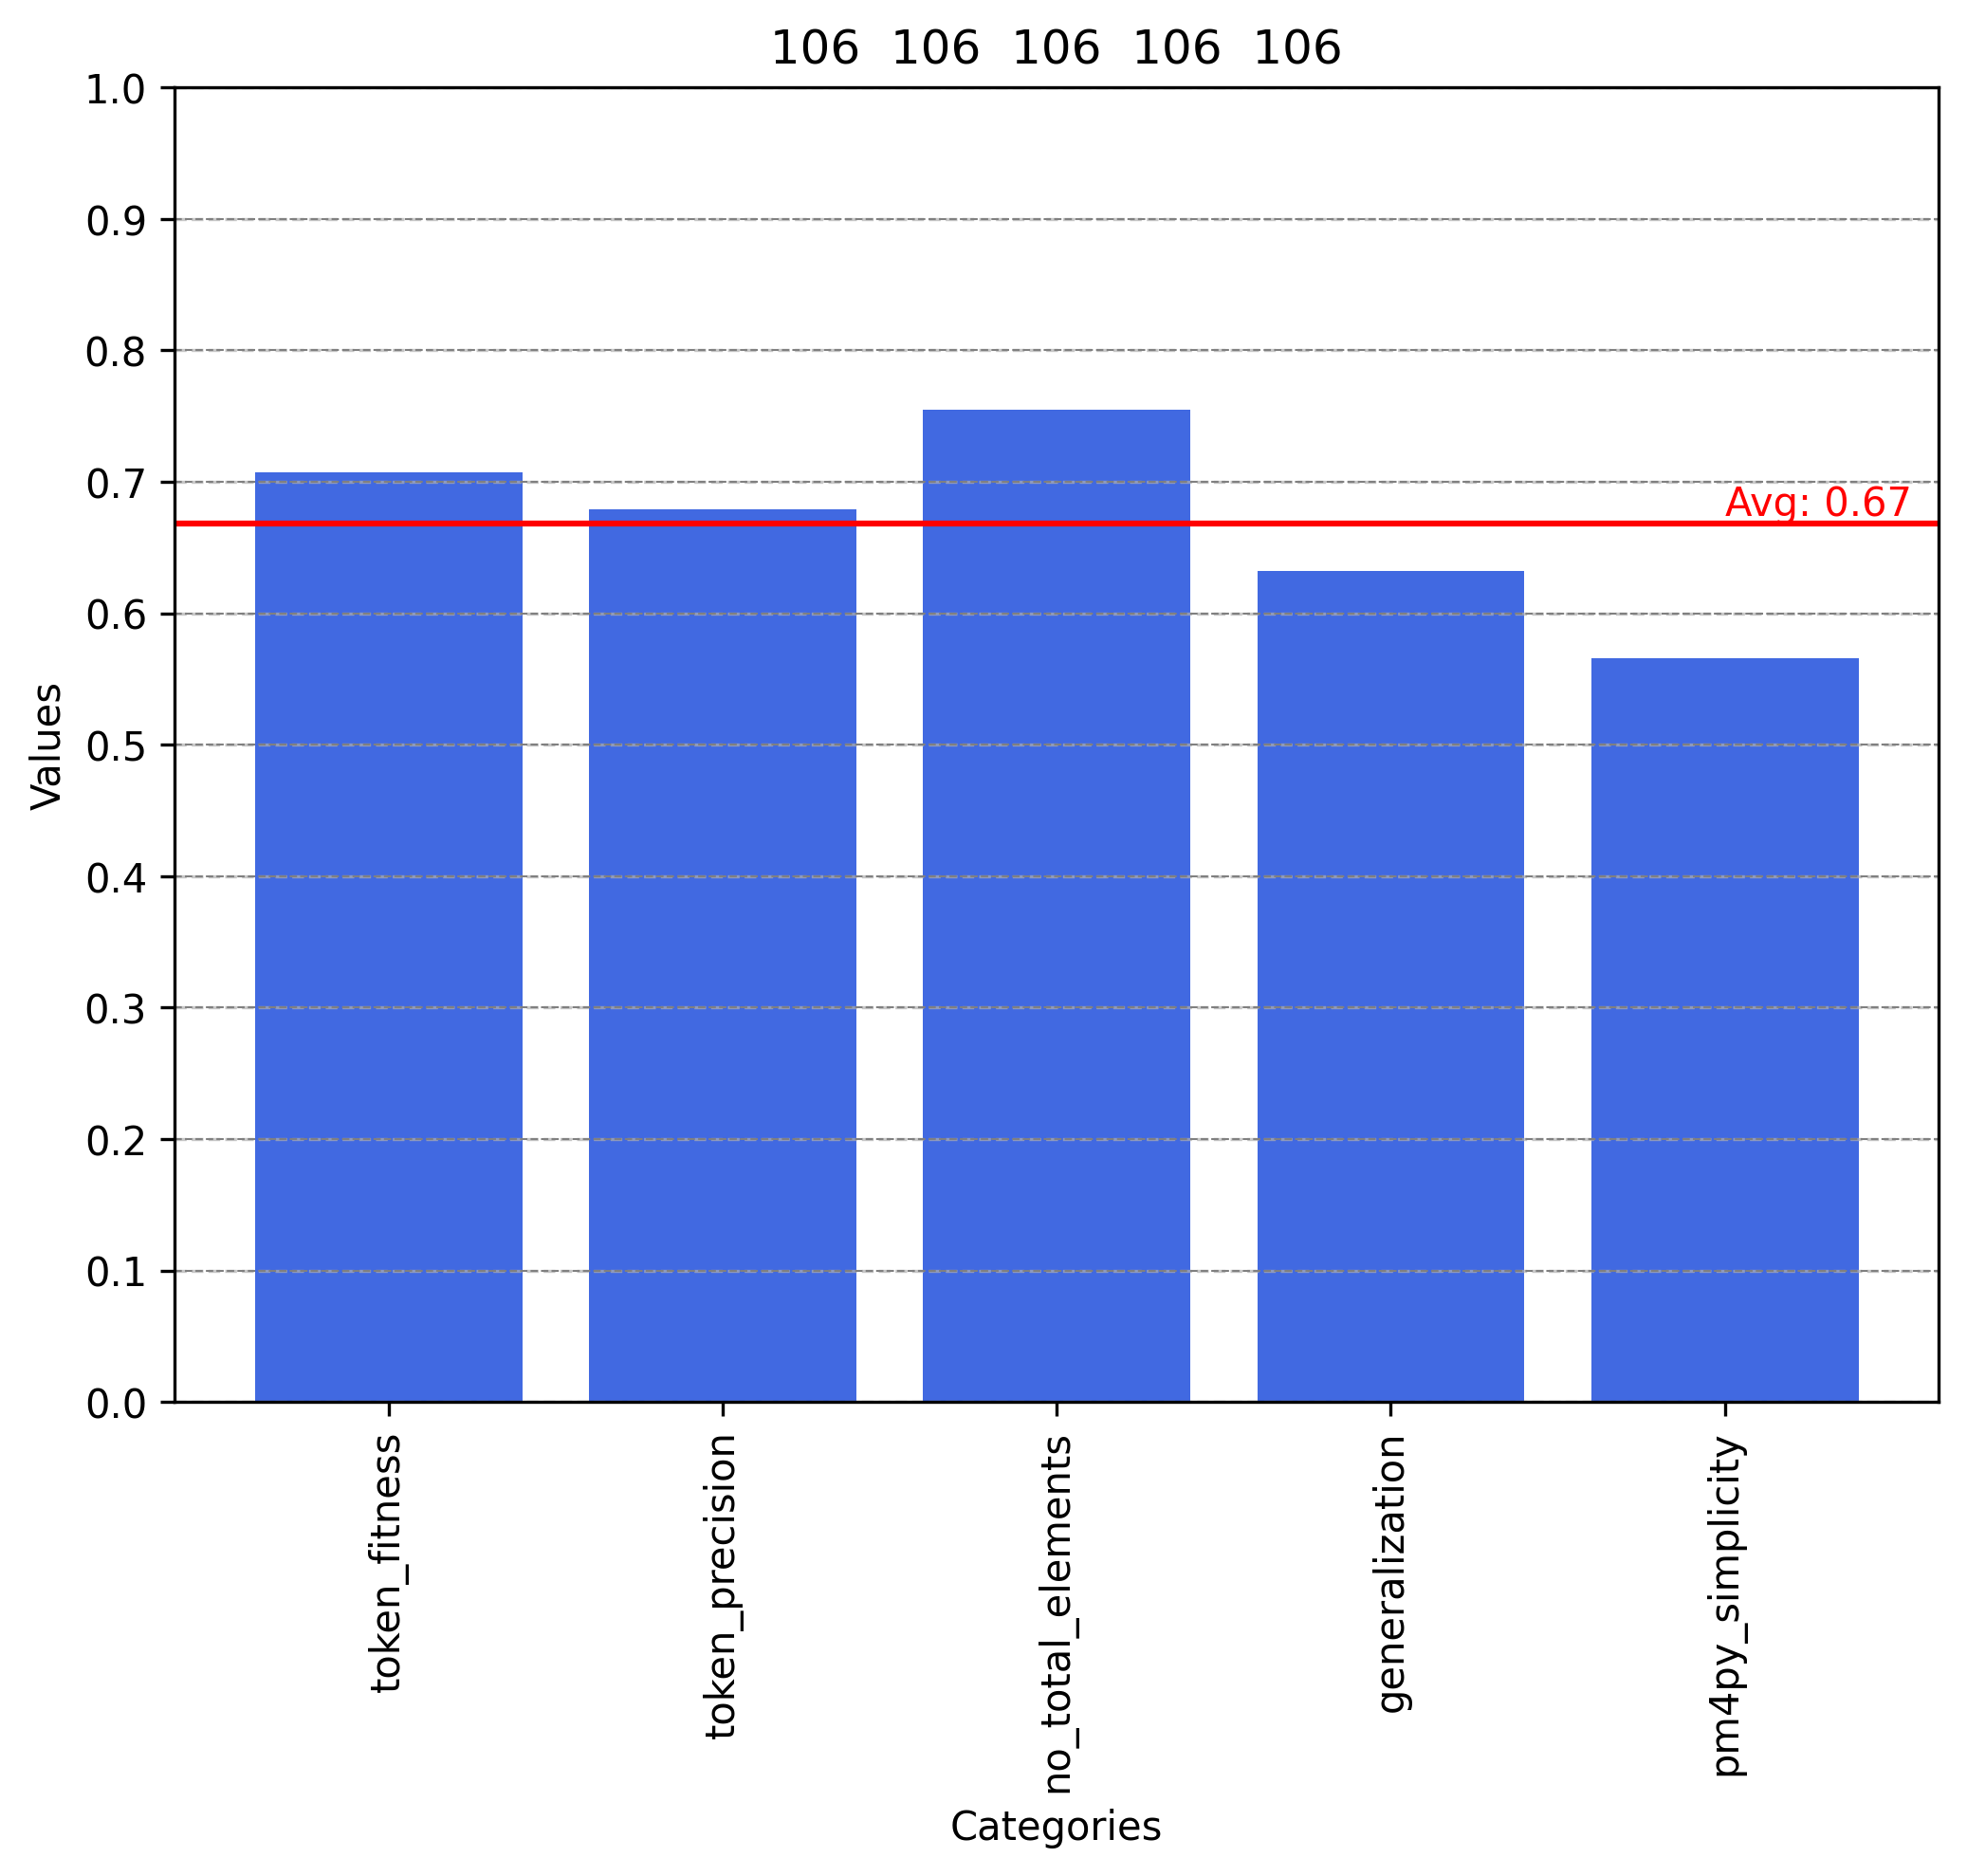 106 106 106 106 106
1.0
0.9
0.8
0.7
0.6
0.5
0.4
0.3
0.2
0.1
0.0
Values
Avg: 0.67
token_fitness
token_precision
no_total_elements
generalization
pm4py_simplicity
Categories